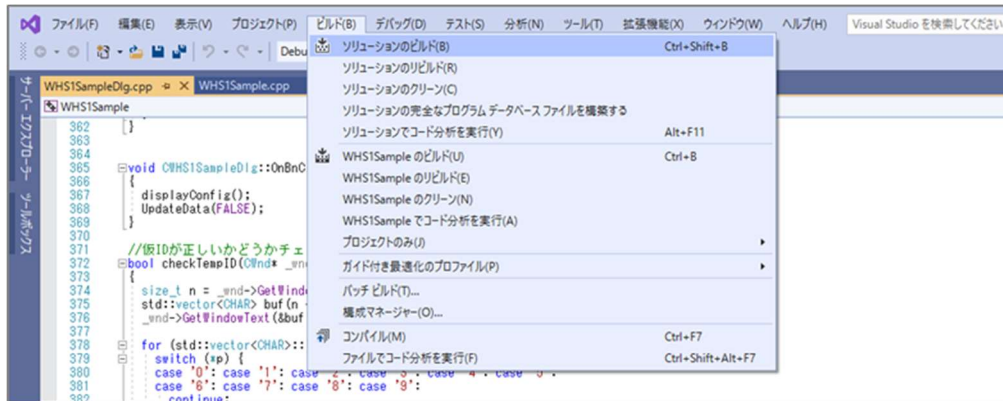 ファイル(F) 編集(E) 表示(V) プロジェクト(P) ビルド(B) デバッグ(D) テスト(S) 分析(N) ツール(T) 拡張機能(X) ウィンドウ(W) ヘルプ(H) Visual Studio を検索してください
Debu
ソリューションのビルド(B) Ctrl+Shift+B
ソリューションのリビルド(R)
ソリューションのクリーン(C)
ソリューションの完全なプログラム データベース ファイルを構築する
ソリューションでコード分析を実行(Y) Alt+F11
WHS1Sample のビルド(U) Ctrl+B
WHS1Sample のリビルド(E)
WHS1Sample のクリーン(N)
WHS1Sample でコード分析を実行(A)
プロジェクトのみ(J)
ガイド付き最適化のプロファイル(P)
バッチ ビルド(T)...
構成マネージャー(O)...
コンパイル(M) Ctrl+F7
ファイルでコード分析を実行(F) Ctrl+Shift+Alt+F7
サーバー エクスプローラー
ツールボックス
WHS1SampleDlg.cpp WHS1Sample.cpp
WHS1Sample
362 }
363
364
365 void CWHS1SampleDlg::OnBnC
366 {
367 displayConfig();
368 UpdateData(FALSE);
369 }
370
371 //仮IDが正しいかどうかチェ
372 bool checkTempID(CWnd* _wnd
373 {
374 size_t n = _wnd->GetWindo
375 std::vector<CHAR> buf(n
376 _wnd->GetWindowText(&buf
377
378 for (std::vector<CHAR>::
379 switch (*p) {
380 case '0': case '1': case '2': case '3': case '4': case '5':
381 case '6': case '7': case '8': case '9':
382 continue;